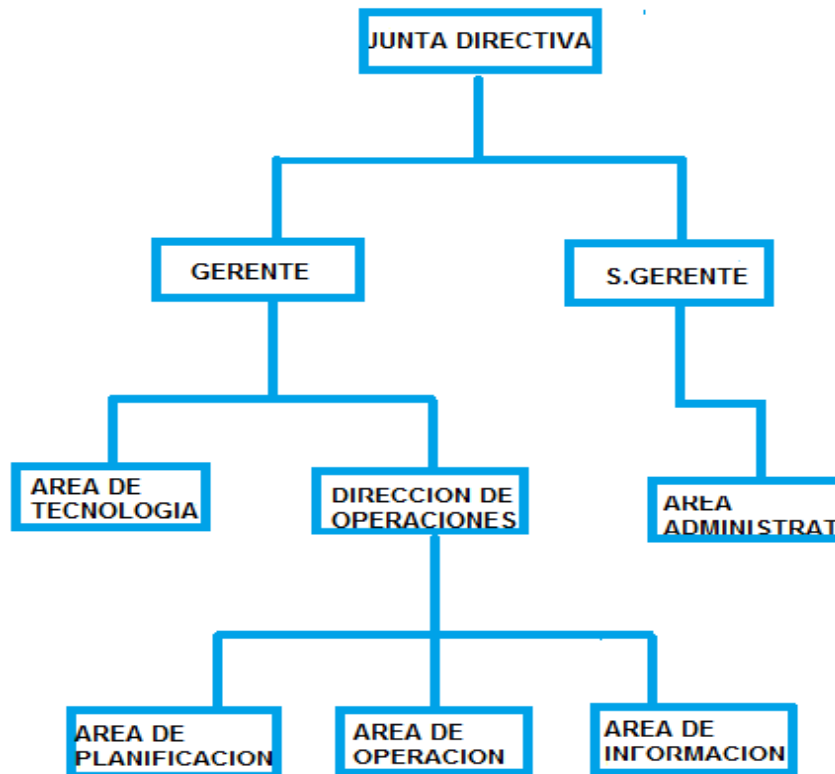 JUNTA DIRECTIVA
GERENTE
S.GERENTE
AREA DE
TECNOLOGIA
DIRECCION DE
OPERACIONES
AREA
ADMINISTRAT
AREA DE
PLANIFICACION
AREA DE
OPERACION
AREA DE
INFORMACION